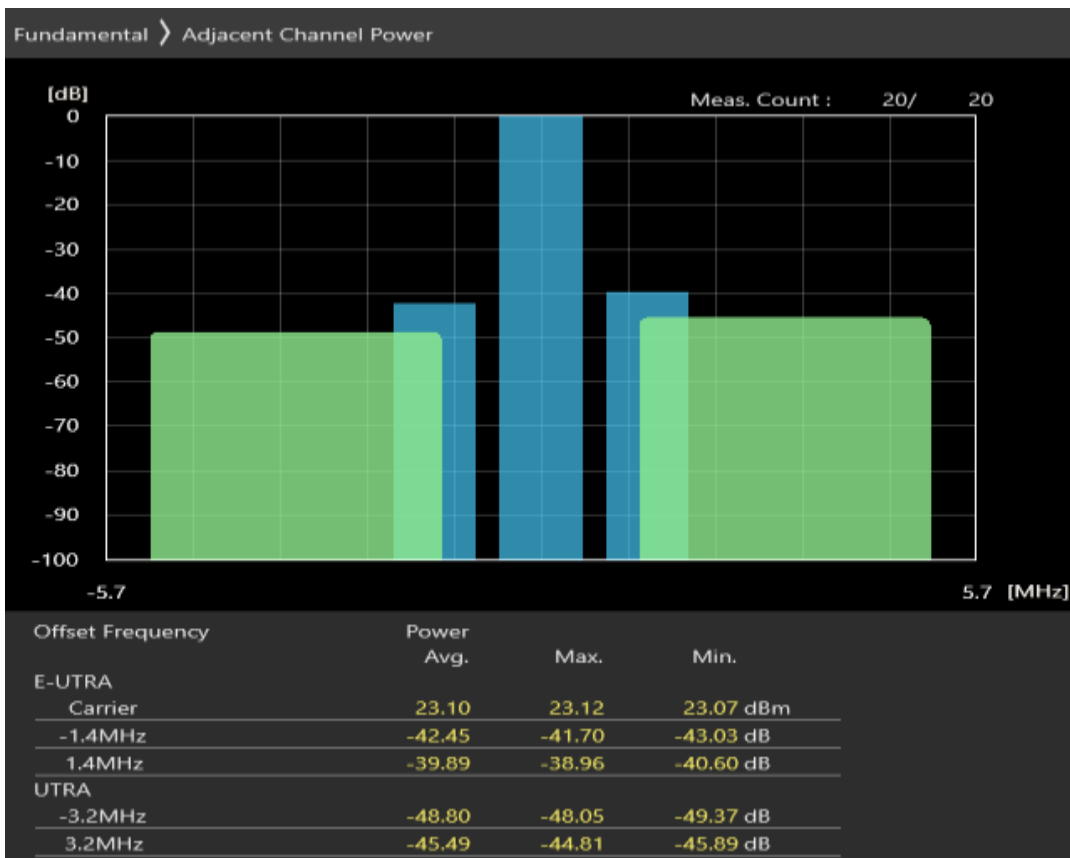 Fundamental 〉 Adjacent Channel Power
[dB]
Meas. Count : 20/ 20
0
-10
-20
-30
-40
-50
-60
-70
-80
-90
-100
-5.7 5.7 [MHz]
Offset Frequency Power
Avg. Max. Min.
E-UTRA
Carrier 23.10 23.12 23.07 dBm
-1.4MHz -42.45 -41.70 -43.03 dB
1.4MHz -39.89 -38.96 -40.60 dB
UTRA
-3.2MHz -48.80 -48.05 -49.37 dB
3.2MHz -45.49 -44.81 -45.89 dB